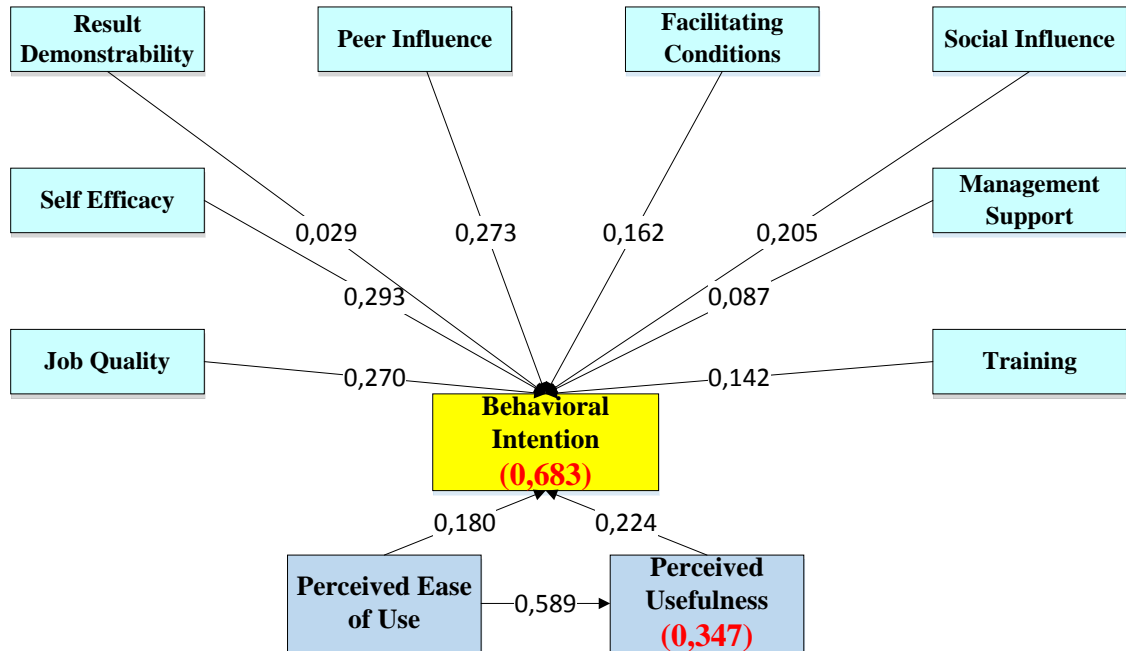 Result
Demonstrability
Peer Influence
Facilitating
Conditions
Social Influence
Self Efficacy
Management
Support
0,029
0,273
0,162
0,205
0,293
0,087
Job Quality
Training
0,270
0,142
Behavioral
Intention
(0,683)
0,180
0,224
Perceived Ease
of Use
0,589
Perceived
Usefulness
(0,347)